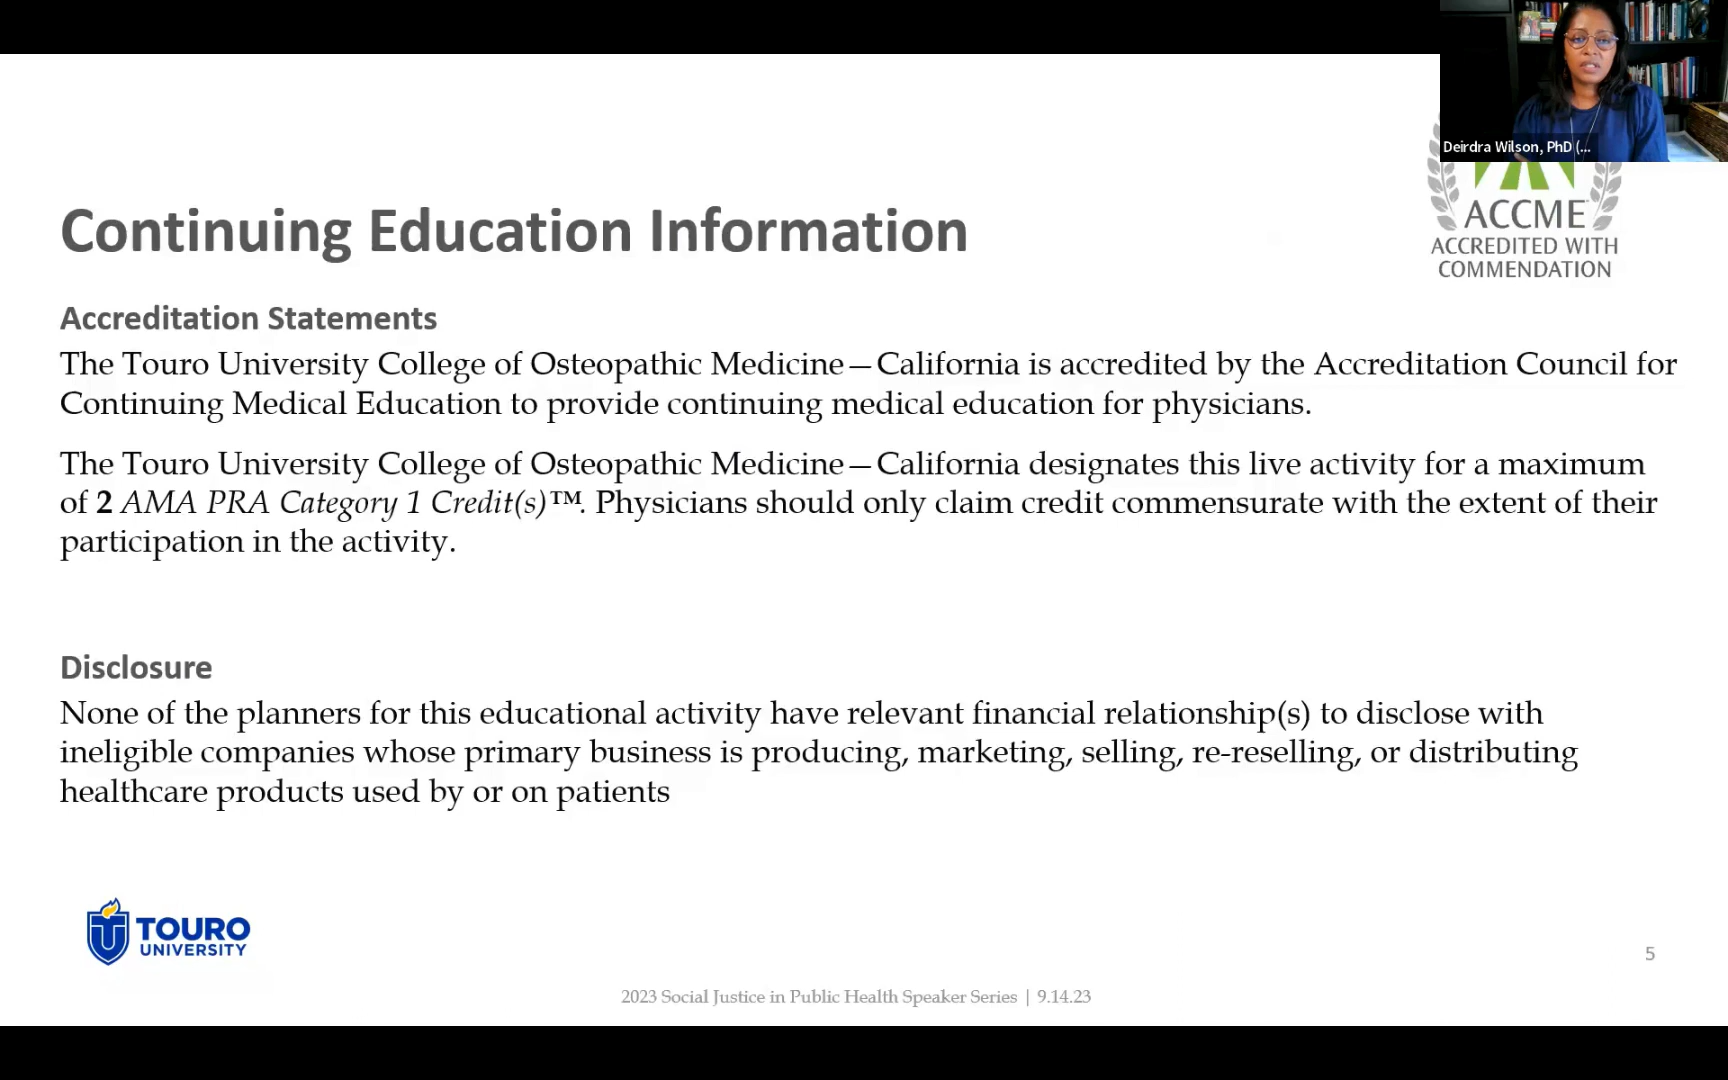 Deirdra Wilson, PhD (...
ACCME
ACCREDITED WITH
COMMENDATION
Continuing Education Information
Accreditation Statements
The Touro University College of Osteopathic Medicine—California is accredited by the Accreditation Council for
Continuing Medical Education to provide continuing medical education for physicians.
The Touro University College of Osteopathic Medicine—California designates this live activity for a maximum
of 2 AMA PRA Category 1 Credit(s)™. Physicians should only claim credit commensurate with the extent of their
participation in the activity.
Disclosure
None of the planners for this educational activity have relevant financial relationship(s) to disclose with
ineligible companies whose primary business is producing, marketing, selling, re-reselling, or distributing
healthcare products used by or on patients
TOURO
UNIVERSITY
5
2023 Social Justice in Public Health Speaker Series | 9.14.23